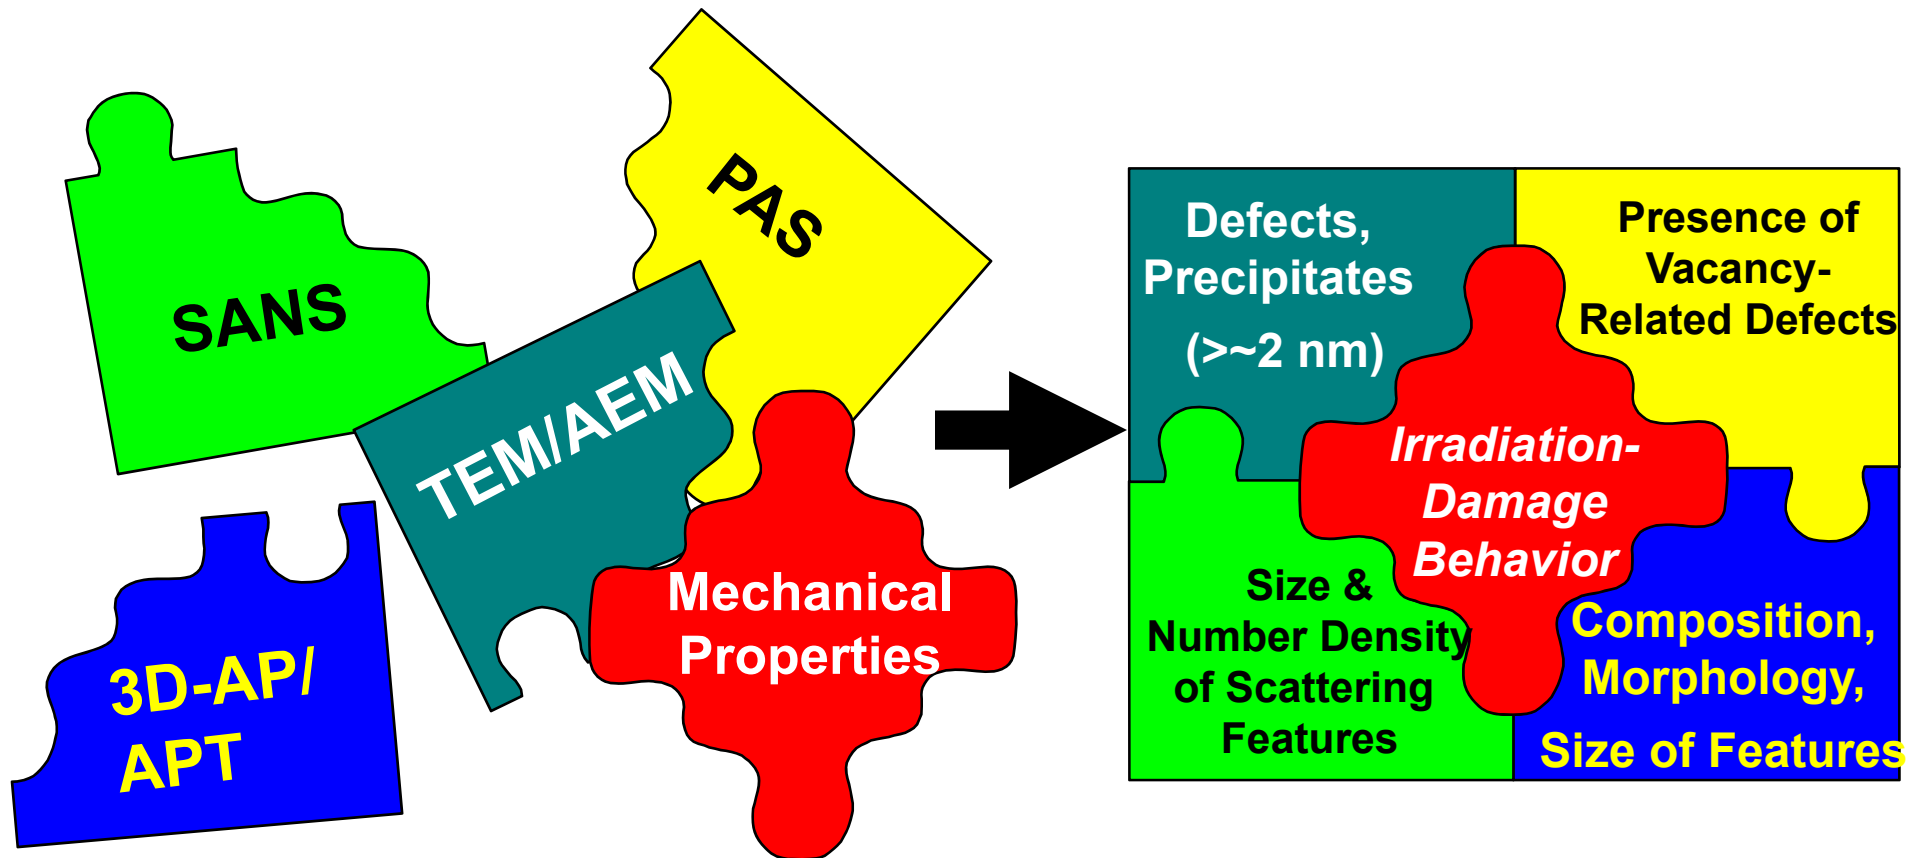 SANS
PAS
TEM/AEM
3D-AP/
APT
Mechanical
Properties
Defects,
Precipitates
(>~2 nm)
Presence of
Vacancy-
Related Defects
Irradiation-
Damage
Behavior
Size &
Number Density
of Scattering
Features
Composition,
Morphology,
Size of Features